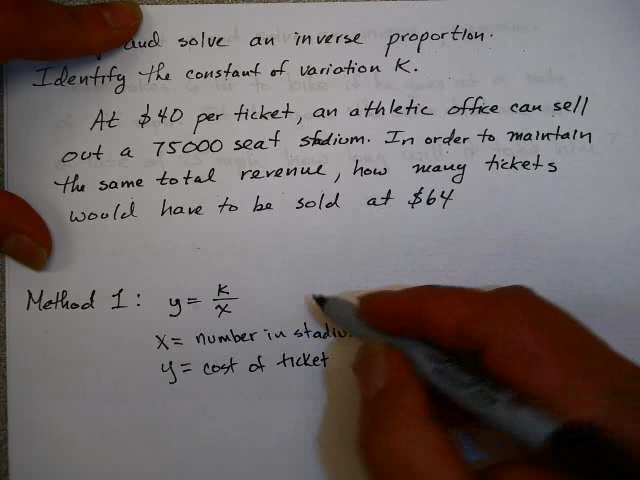 and solve an inverse proportion.
Identify the constant of variation K.
At $40 per ticket, an athletic office can sell
out a 75000 seat stadium. In order to maintain
the same total revenue, how many tickets
would have to be sold at $64
Method 1: y = K/x
x = number in
y = cost of ticket